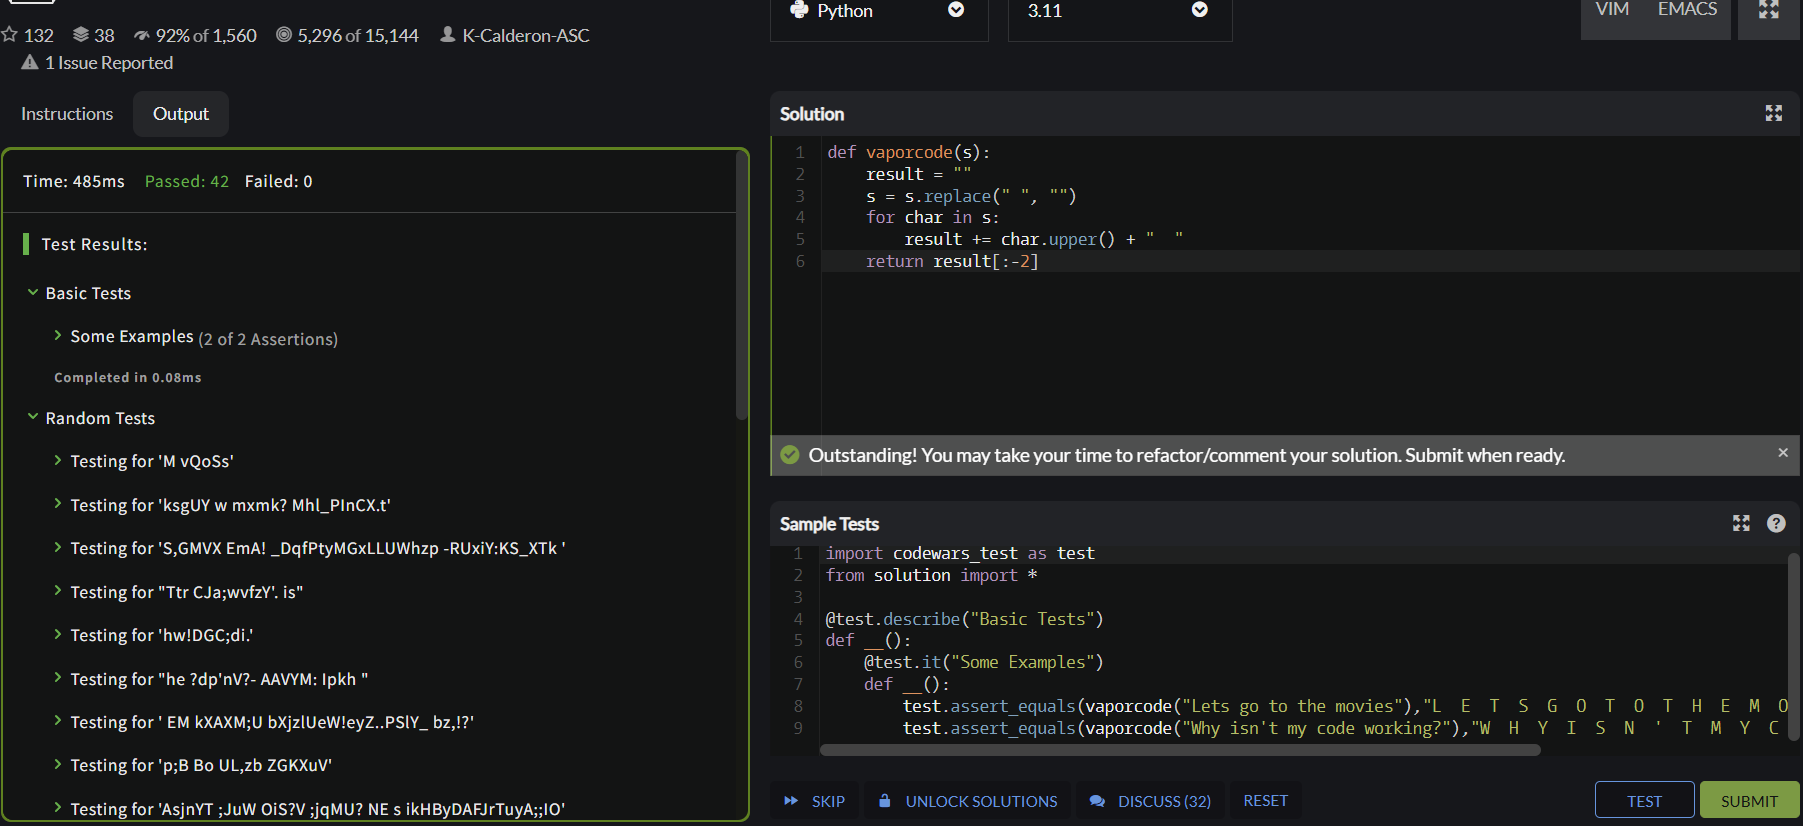 132 38 92% of 1,560 5,296 of 15,144 K-Calderon-ASC
1 Issue Reported
Instructions Output
Time: 485ms Passed: 42 Failed: 0
Test Results:
Basic Tests
Some Examples (2 of 2 Assertions)
Completed in 0.08ms
Random Tests
Testing for 'M vQoSs'
Testing for 'ksgUY w mxmk? Mhl_PInCX.t'
Testing for 'S,GMVX EmA! _DqfPtyMGxLLUWhzp -RUxiY:KS_XTk '
Testing for "Ttr CJa;wvfzY'. is"
Testing for 'hw!DGC;di.'
Testing for "he ?dp'nV?- AAVYM: Ipkh "
Testing for ' EM kXAXM;U bXjzlUeW!eyZ..PSlY_ bz,!?'
Testing for 'p;B Bo UL,zb ZGKXuV'
Testing for 'AsjnYT ;JuW OiS?V ;jqMU? NE s ikHByDAFJrTuyA;;IO'
Python 3.11 VIM EMACS
Solution
1 def vaporcode(s):
2     result = ""
3     s = s.replace(" ", "")
4     for char in s:
5         result += char.upper() + "  "
6     return result[:-2]
Outstanding! You may take your time to refactor/comment your solution. Submit when ready. ×
Sample Tests ?
1 import codewars_test as test
2 from solution import *
3
4 @test.describe("Basic Tests")
5 def __():
6     @test.it("Some Examples")
7     def __():
8         test.assert_equals(vaporcode("Lets go to the movies"),"L  E  T  S  G  O  T  O  T  H  E  M  O
9         test.assert_equals(vaporcode("Why isn't my code working?"),"W  H  Y  I  S  N  '  T  M  Y  C
SKIP UNLOCK SOLUTIONS DISCUSS (32) RESET TEST SUBMIT